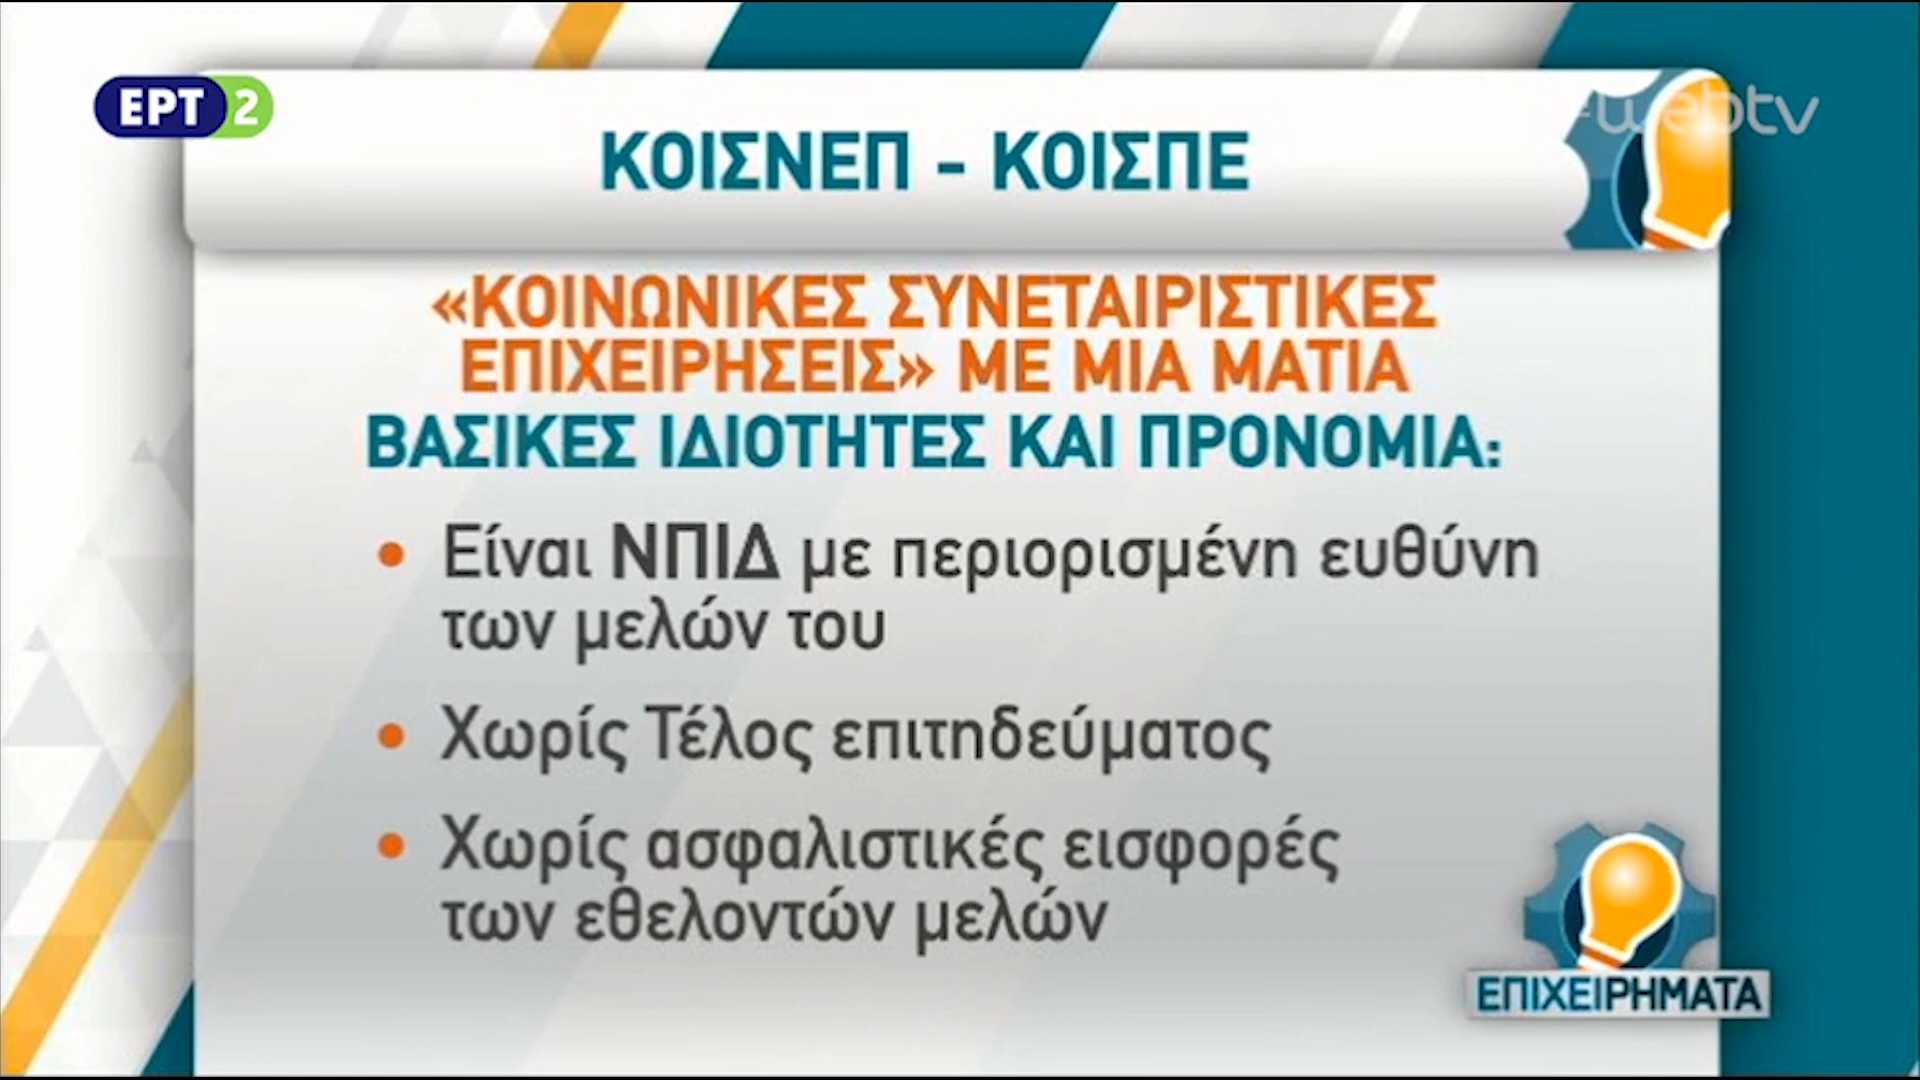 ΕΡΤ 2
webtv
ΚΟΙΣΝΕΠ - ΚΟΙΣΠΕ
«ΚΟΙΝΩΝΙΚΕΣ ΣΥΝΕΤΑΙΡΙΣΤΙΚΕΣ
ΕΠΙΧΕΙΡΗΣΕΙΣ» ΜΕ ΜΙΑ ΜΑΤΙΑ
ΒΑΣΙΚΕΣ ΙΔΙΟΤΗΤΕΣ ΚΑΙ ΠΡΟΝΟΜΙΑ:
• Είναι ΝΠΙΔ με περιορισμένη ευθύνη
των μελών του
• Χωρίς Τέλος επιτηδεύματος
• Χωρίς ασφαλιστικές εισφορές
των εθελοντών μελών
ΕΠΙΧΕΙΡΗΜΑΤΑ